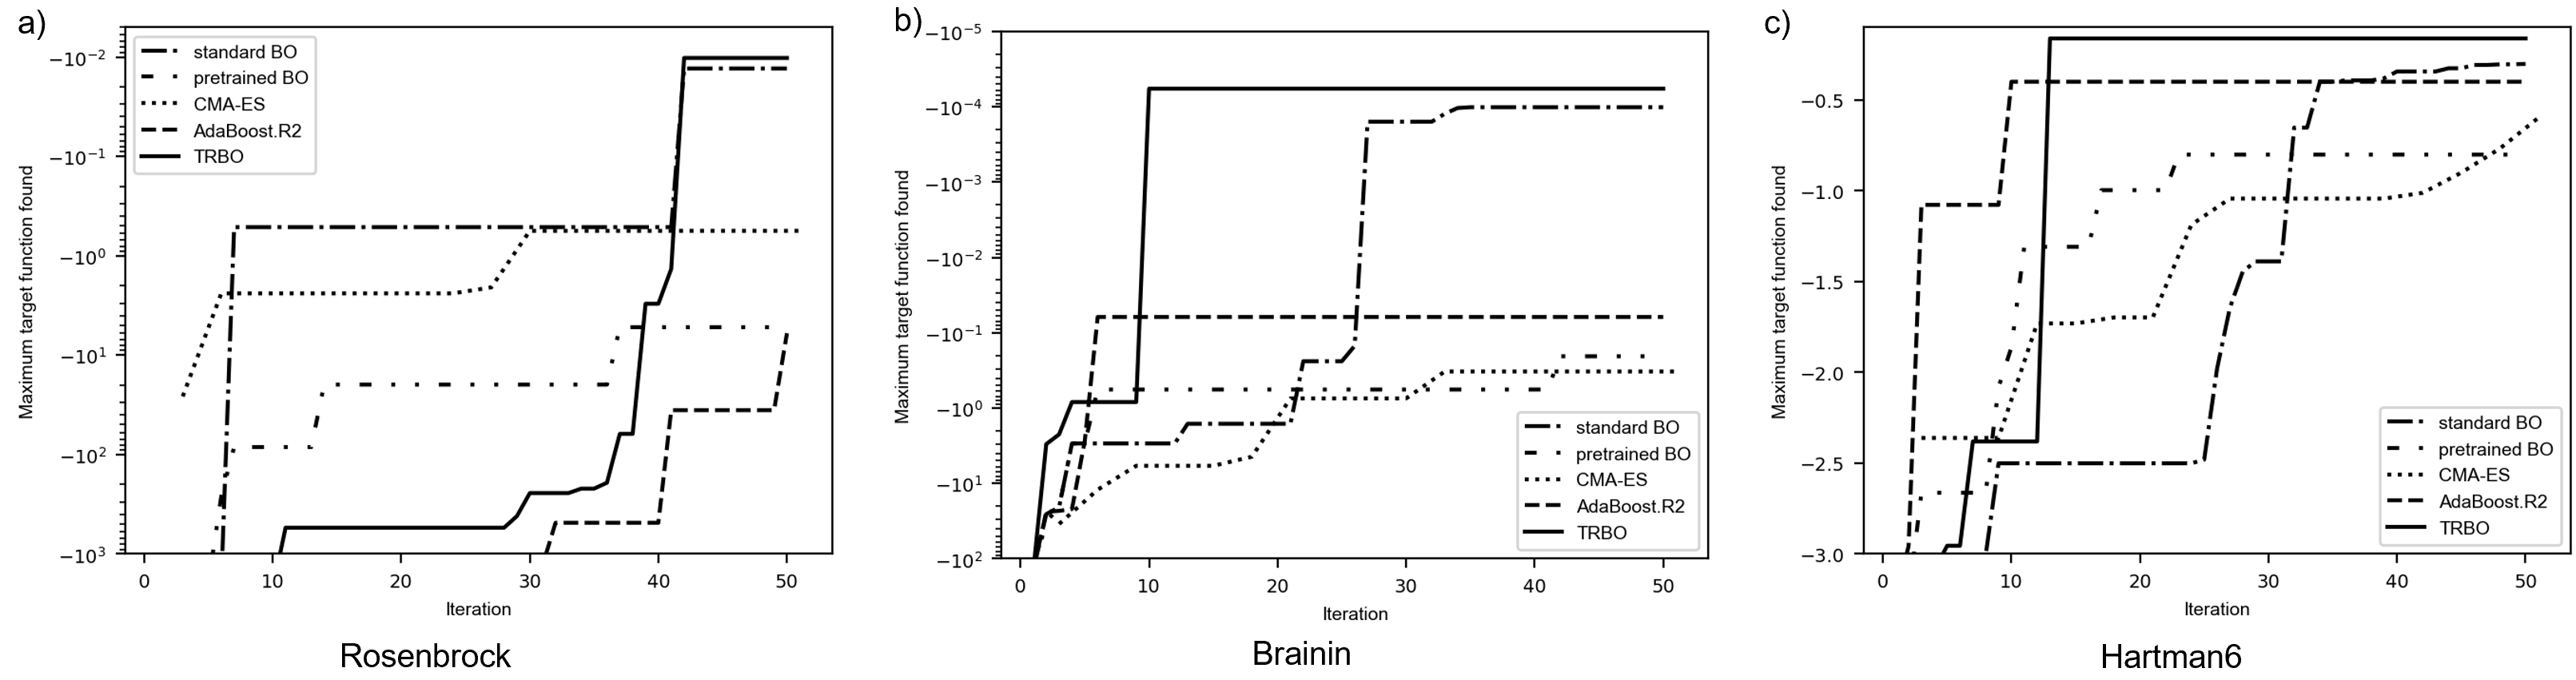 a)
−10⁻²
−10⁻¹
−10⁰
−10¹
−10²
−10³
Maximum target function found
standard BO
pretrained BO
CMA-ES
AdaBoost.R2
TRBO
0 10 20 30 40 50
Iteration
Rosenbrock
b)
−10⁻⁵
−10⁻⁴
−10⁻³
−10⁻²
−10⁻¹
−10⁰
−10¹
−10²
Maximum target function found
standard BO
pretrained BO
CMA-ES
AdaBoost.R2
TRBO
0 10 20 30 40 50
Iteration
Brainin
c)
−0.5
−1.0
−1.5
−2.0
−2.5
−3.0
Maximum target function found
standard BO
pretrained BO
CMA-ES
AdaBoost.R2
TRBO
0 10 20 30 40 50
Iteration
Hartman6